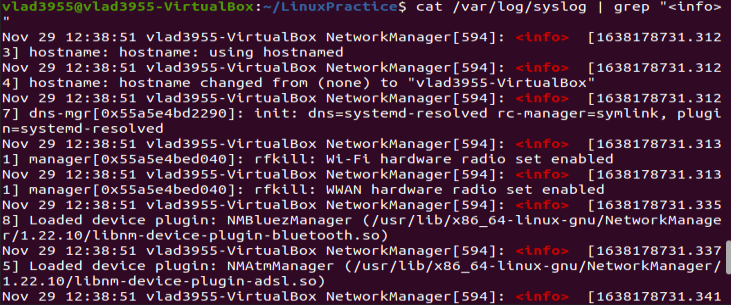 vlad3955@vlad3955-VirtualBox:~/LinuxPractice$ cat /var/log/syslog | grep "<info>
"
Nov 29 12:38:51 vlad3955-VirtualBox NetworkManager[594]: <info>  [1638178731.312
3] hostname: hostname: using hostnamed
Nov 29 12:38:51 vlad3955-VirtualBox NetworkManager[594]: <info>  [1638178731.312
4] hostname: hostname changed from (none) to "vlad3955-VirtualBox"
Nov 29 12:38:51 vlad3955-VirtualBox NetworkManager[594]: <info>  [1638178731.312
7] dns-mgr[0x55a5e4bd2290]: init: dns=systemd-resolved rc-manager=symlink, plugi
n=systemd-resolved
Nov 29 12:38:51 vlad3955-VirtualBox NetworkManager[594]: <info>  [1638178731.313
1] manager[0x55a5e4bed040]: rfkill: Wi-Fi hardware radio set enabled
Nov 29 12:38:51 vlad3955-VirtualBox NetworkManager[594]: <info>  [1638178731.313
1] manager[0x55a5e4bed040]: rfkill: WWAN hardware radio set enabled
Nov 29 12:38:51 vlad3955-VirtualBox NetworkManager[594]: <info>  [1638178731.335
8] Loaded device plugin: NMBluezManager (/usr/lib/x86_64-linux-gnu/NetworkManage
r/1.22.10/libnm-device-plugin-bluetooth.so)
Nov 29 12:38:51 vlad3955-VirtualBox NetworkManager[594]: <info>  [1638178731.337
5] Loaded device plugin: NMAtmManager (/usr/lib/x86_64-linux-gnu/NetworkManager/
1.22.10/libnm-device-plugin-adsl.so)
Nov 29 12:38:51 vlad3955-VirtualBox NetworkManager[594]: <info>  [1638178731.341